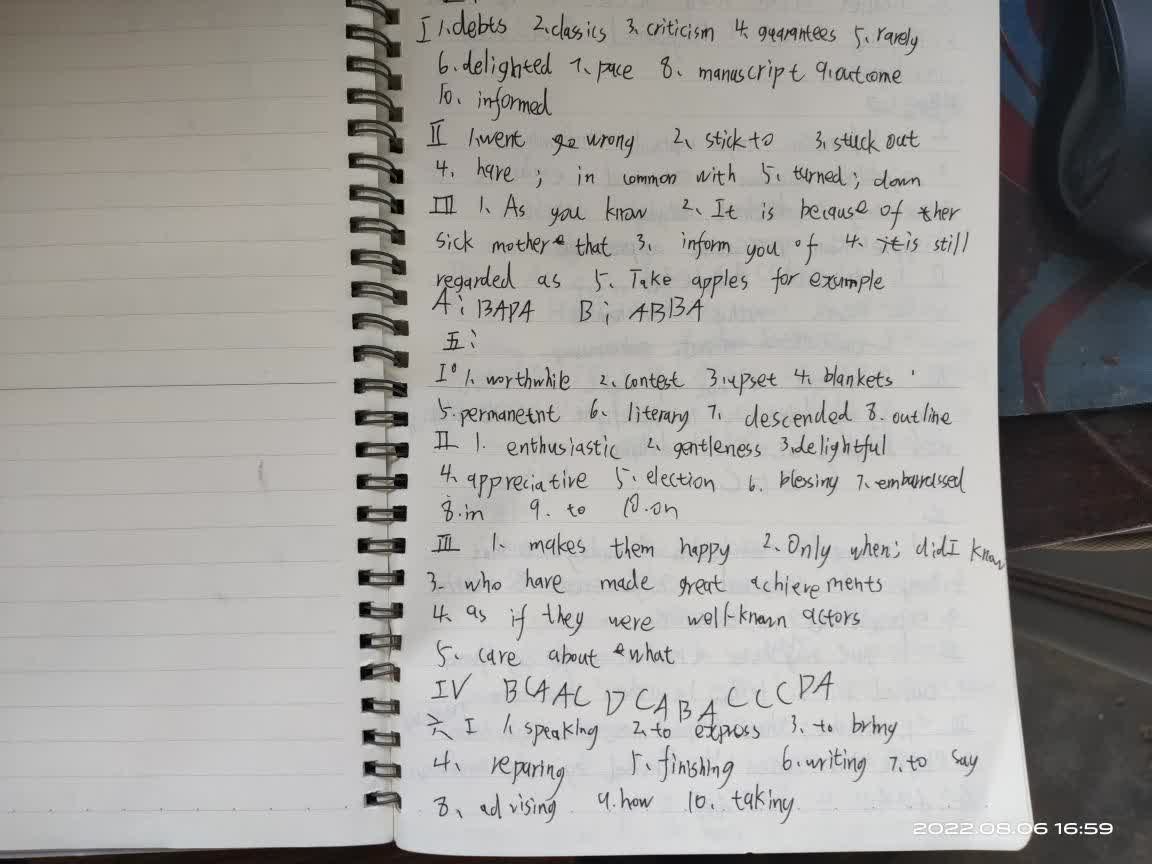 I 1、debts 2、classics 3、criticism 4、guarantees 5、rarely
6、delighted 7、pace 8、manuscript 9、outcome
10、informed
II 1、went go wrong 2、stick to 3、stuck out
4、have ; in common with 5、turned ; down
III 1、As you know 2、It is because of ther
sick mother that 3、inform you of 4、it is still
regarded as 5、Take apples for example
A: BADA B: ABBA
五:
I° 1、worthwhile 2、contest 3、upset 4、blankets
5.permanetnt 6、literary 7、descended 8.outline
II 1、enthusiastic 2、gentleness 3、delightful
4、appreciative 5、election 6、blessing 7、embarrassed
8.in 9、to 10.on
III 1、makes them happy 2、Only when; did I know
3、who have made great achievements
4、as if they were well-known actors
5、care about what
IV BCAAC DCABA CCCDA
六 I 1、speaking 2、to express 3、to bring
4、reparing 5、finishing 6、writing 7、to say
8、advising 9、how 10、taking
2022.08.06 16:59